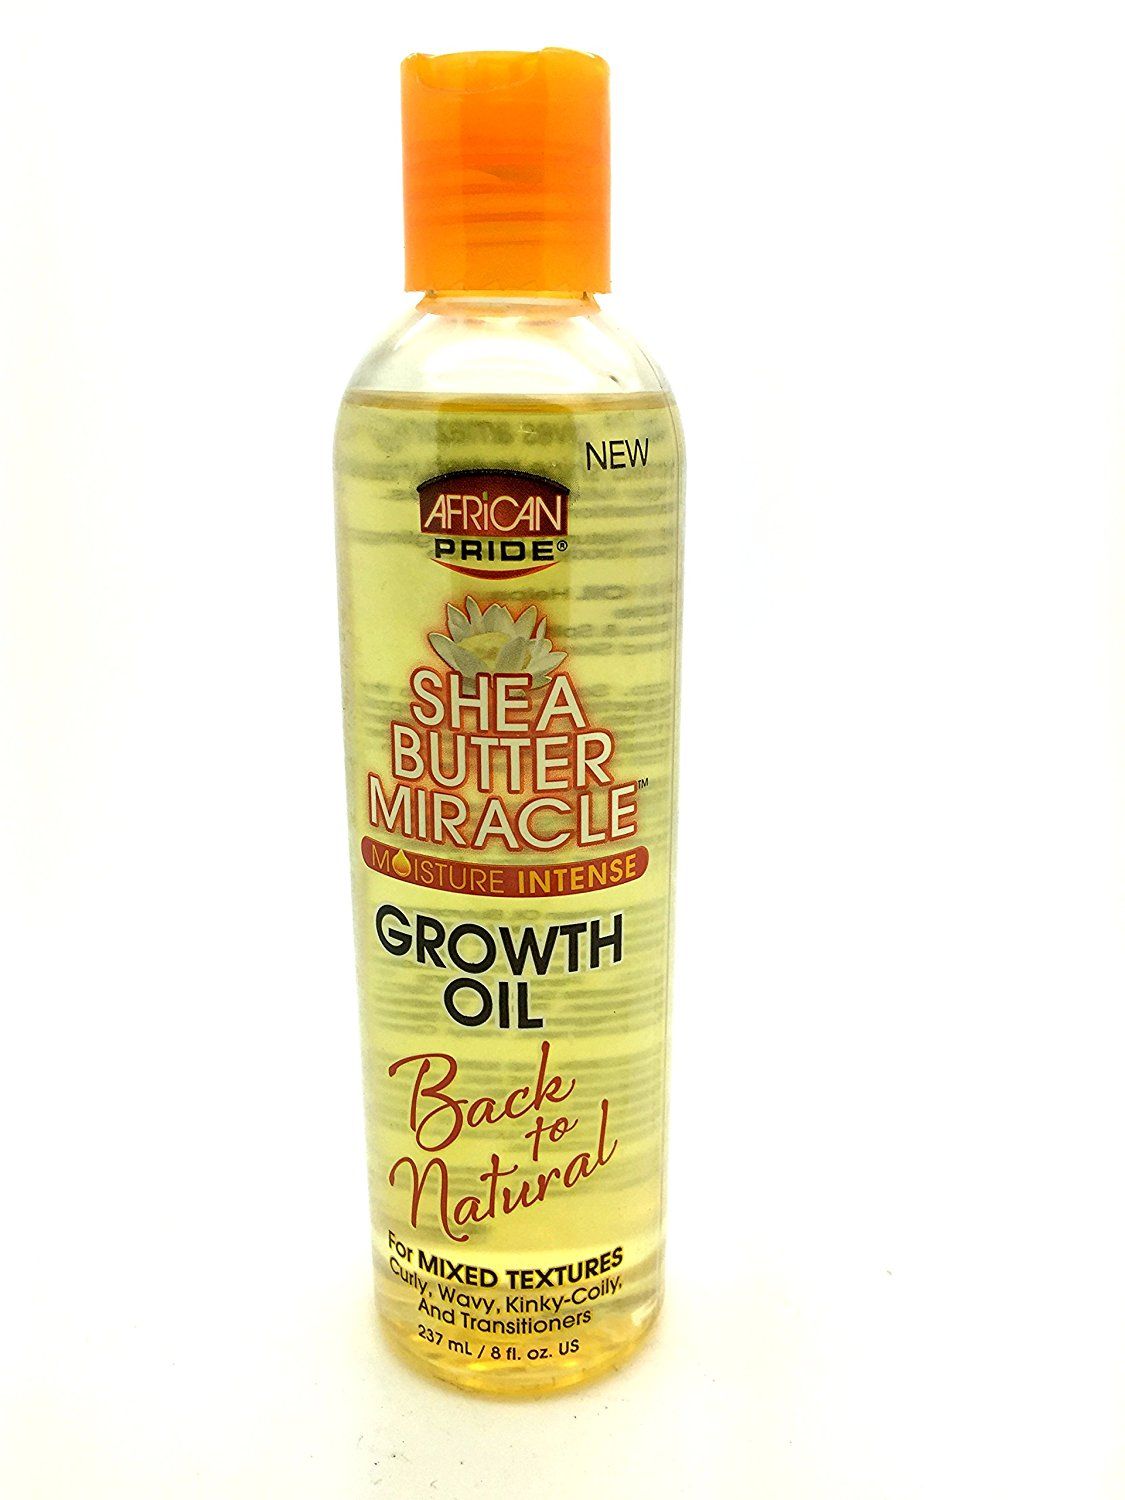 NEW
AFRiCAN
PRIDE®
SHEA
BUTTER
MIRACLE™
MOISTURE INTENSE
GROWTH
OIL
Back
to
Natural
For MIXED TEXTURES
Curly, Wavy, Kinky-Coily,
And Transitioners
237 mL / 8 fl. oz. US